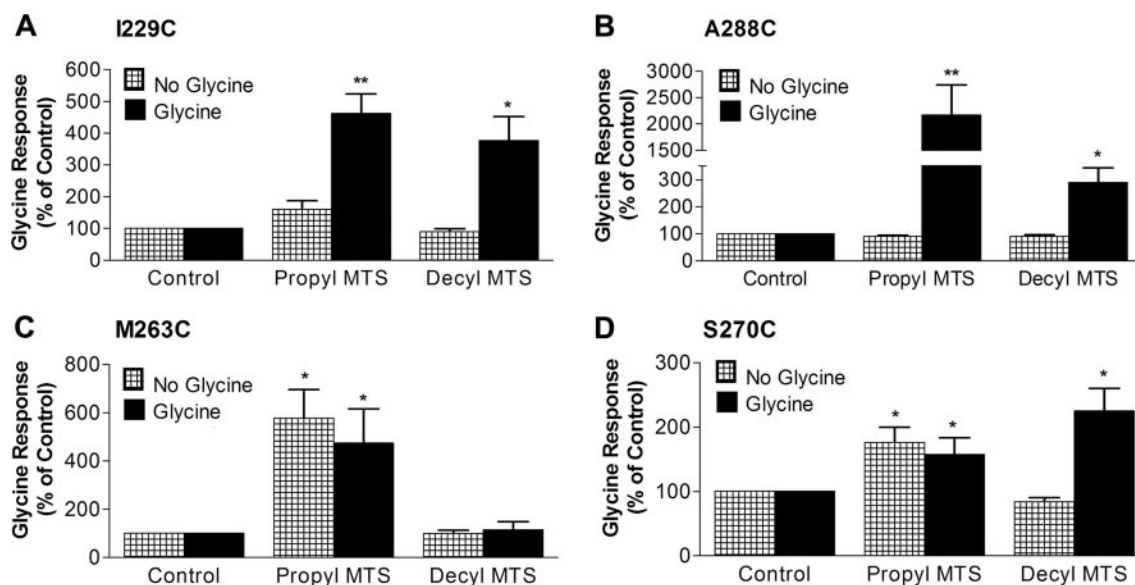 A I229C
Glycine Response
(% of Control)
600
500
400
300
200
100
0
No Glycine
Glycine
**
*
Control Propyl MTS Decyl MTS
B A288C
Glycine Response
(% of Control)
3000
2500
2000
1500
300
200
100
0
No Glycine
Glycine
**
*
Control Propyl MTS Decyl MTS
C M263C
Glycine Response
(% of Control)
800
600
400
200
0
No Glycine
Glycine
* *
Control Propyl MTS Decyl MTS
D S270C
Glycine Response
(% of Control)
300
200
100
0
No Glycine
Glycine
* * *
Control Propyl MTS Decyl MTS